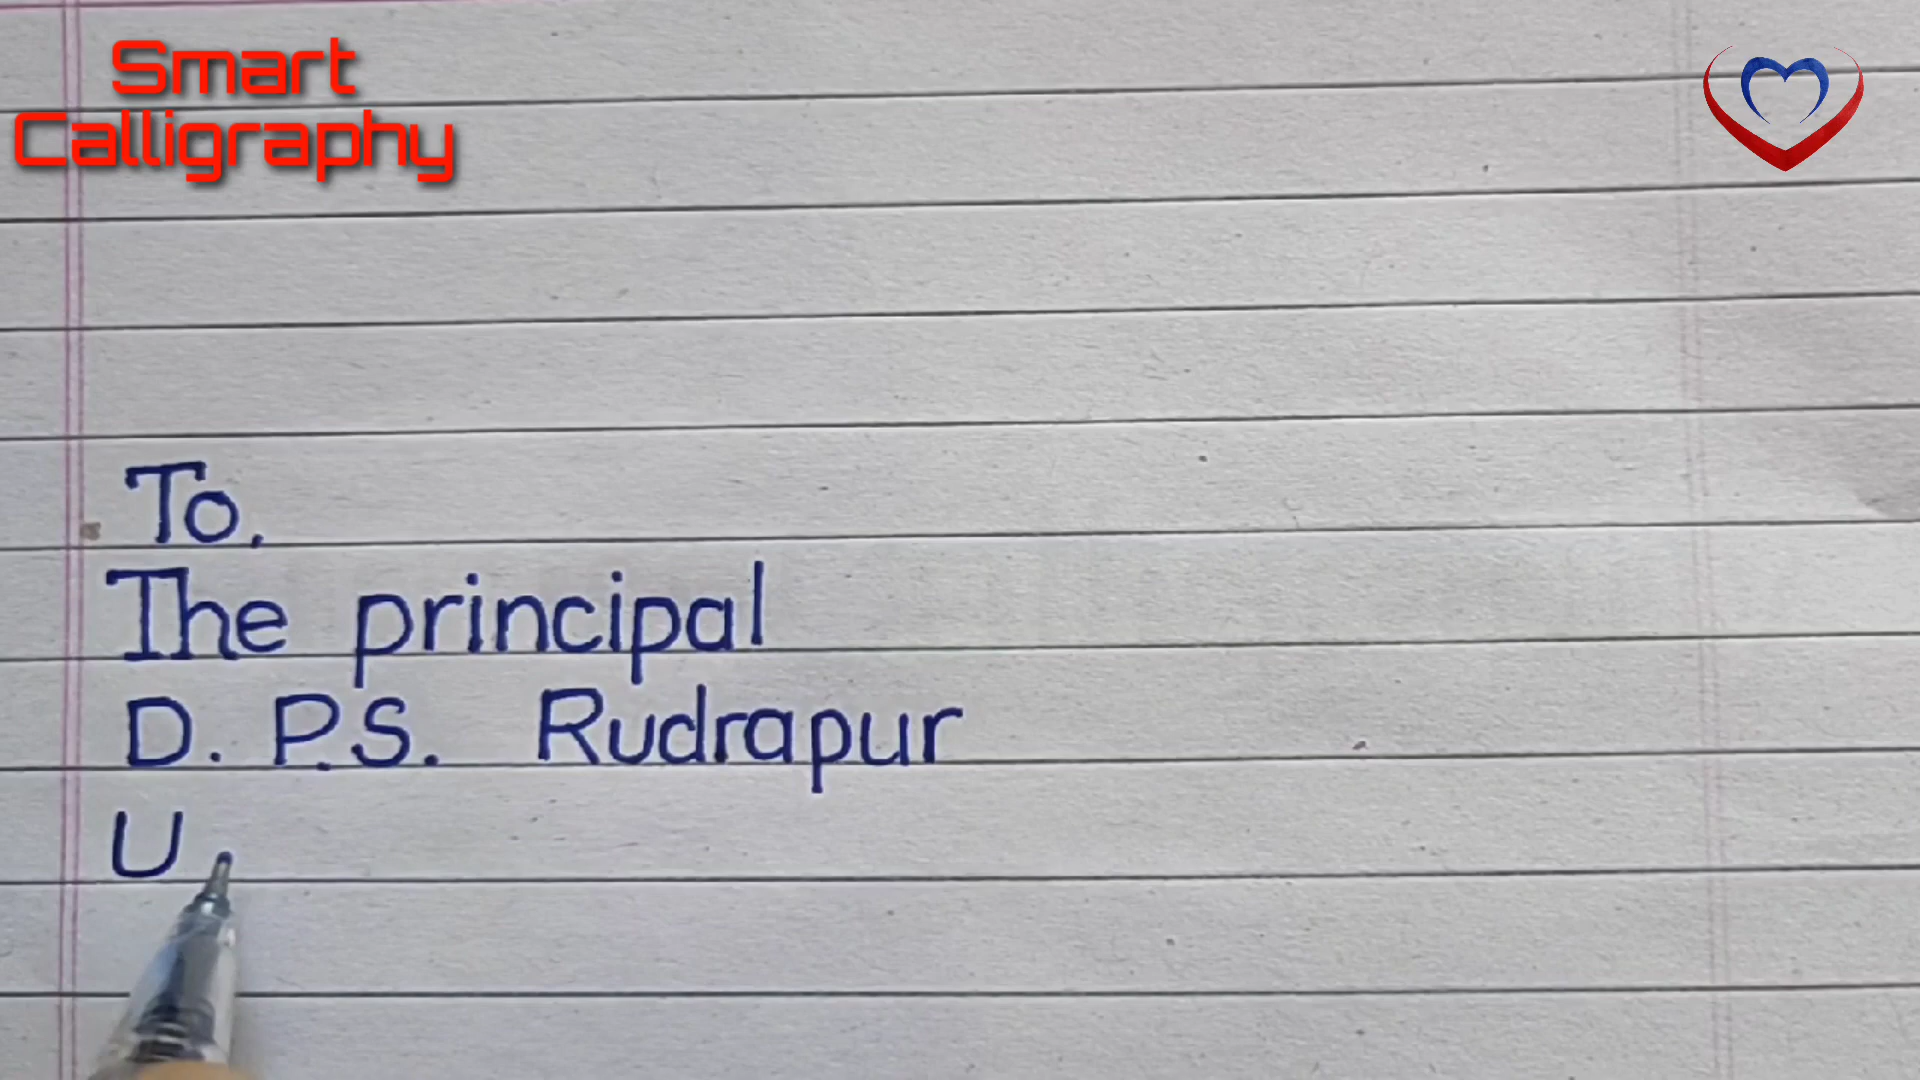 Smart
Calligraphy
To,
The principal
D. P.S. Rudrapur
U.